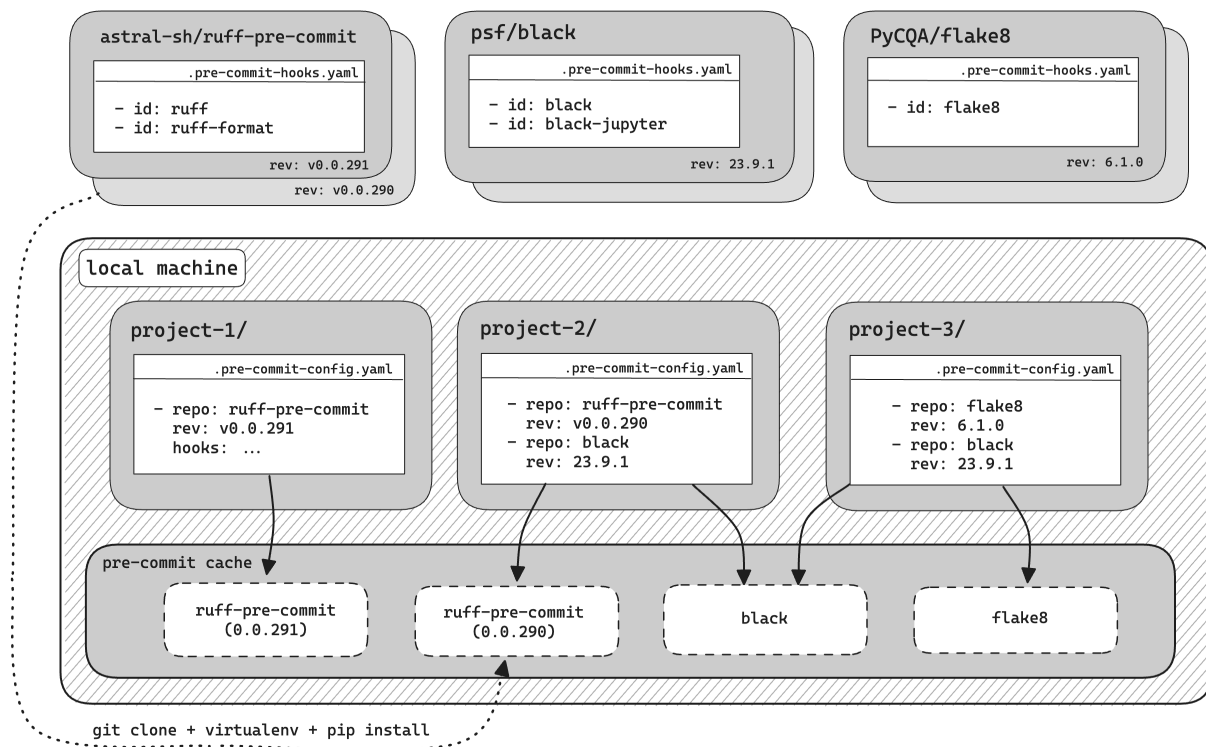 astral-sh/ruff-pre-commit
.pre-commit-hooks.yaml
- id: ruff
- id: ruff-format
rev: v0.0.291
rev: v0.0.290
psf/black
.pre-commit-hooks.yaml
- id: black
- id: black-jupyter
rev: 23.9.1
PyCQA/flake8
.pre-commit-hooks.yaml
- id: flake8
rev: 6.1.0
local machine
project-1/
.pre-commit-config.yaml
- repo: ruff-pre-commit
rev: v0.0.291
hooks: ...
project-2/
.pre-commit-config.yaml
- repo: ruff-pre-commit
rev: v0.0.290
- repo: black
rev: 23.9.1
project-3/
.pre-commit-config.yaml
- repo: flake8
rev: 6.1.0
- repo: black
rev: 23.9.1
pre-commit cache
ruff-pre-commit
(0.0.291)
ruff-pre-commit
(0.0.290)
black
flake8
git clone + virtualenv + pip install